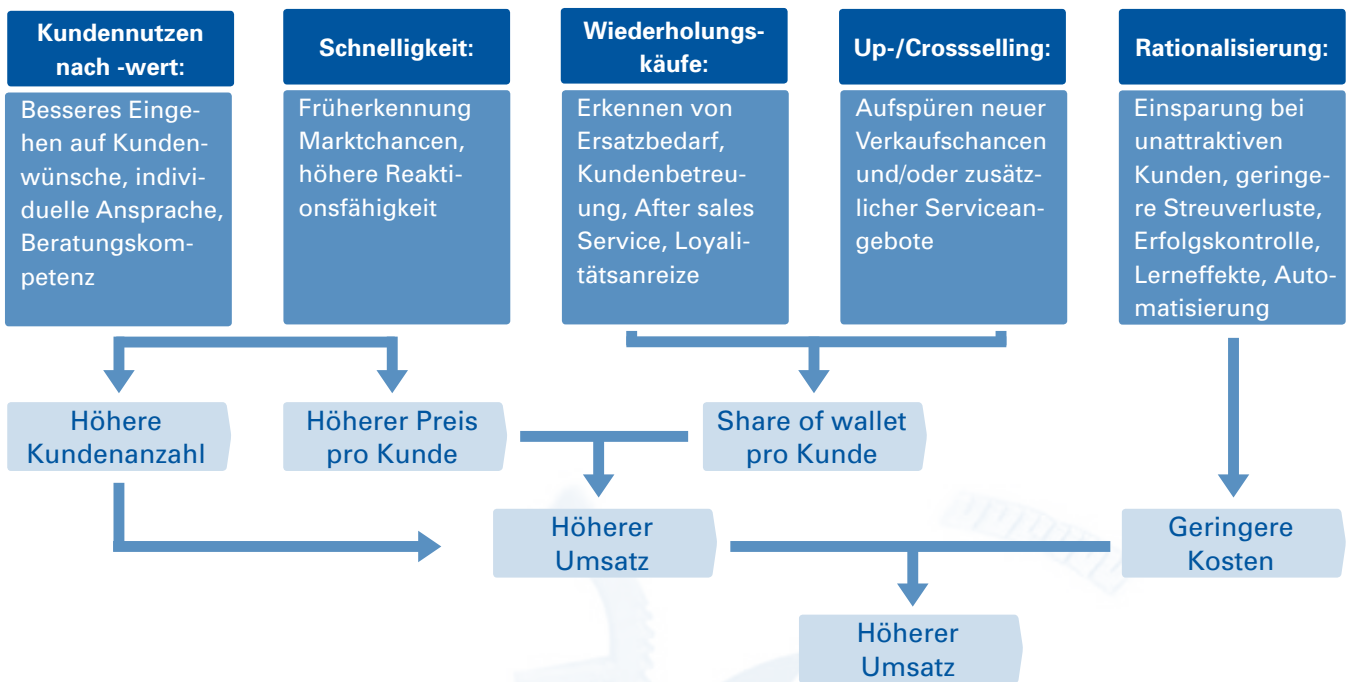 Kundennutzen
nach -wert:
Besseres Einge-
hen auf Kunden-
wünsche, indivi-
duelle Ansprache,
Beratungskom-
petenz
Schnelligkeit:
Früherkennung
Marktchancen,
höhere Reakti-
onsfähigkeit
Wiederholungs-
käufe:
Erkennen von
Ersatzbedarf,
Kundenbetreu-
ung, After sales
Service, Loyali-
tätsanreize
Up-/Crossselling:
Aufspüren neuer
Verkaufschancen
und/oder zusätz-
licher Servicean-
gebote
Rationalisierung:
Einsparung bei
unattraktiven
Kunden, geringe-
re Streuverluste,
Erfolgskontrolle,
Lerneffekte, Auto-
matisierung
Höhere
Kundenanzahl
Höherer Preis
pro Kunde
Share of wallet
pro Kunde
Höherer
Umsatz
Geringere
Kosten
Höherer
Umsatz